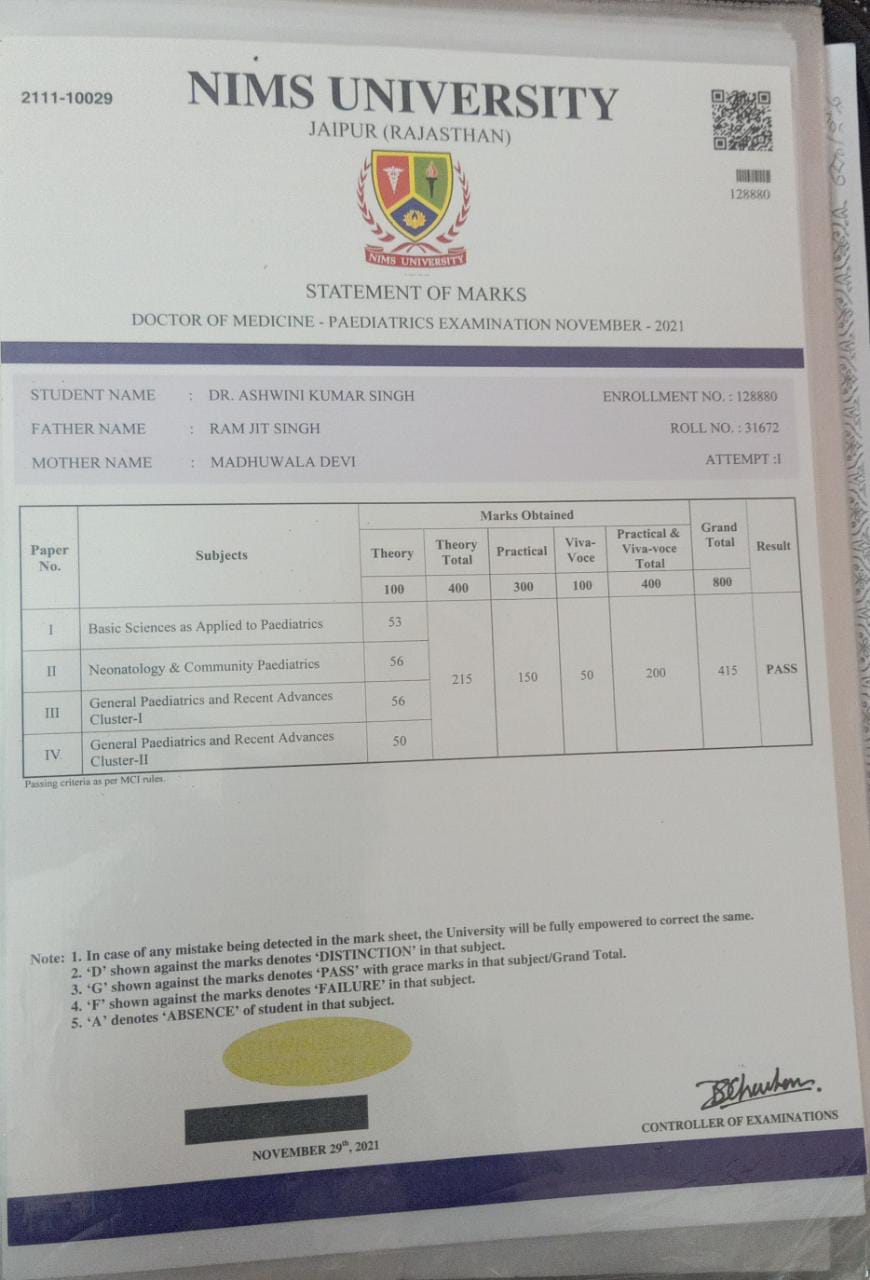 2111-10029
NIMS UNIVERSITY
JAIPUR (RAJASTHAN)
128880
NIMS UNIVERSITY
STATEMENT OF MARKS
DOCTOR OF MEDICINE - PAEDIATRICS EXAMINATION NOVEMBER - 2021
STUDENT NAME : DR. ASHWINI KUMAR SINGH ENROLLMENT NO. : 128880
FATHER NAME : RAM JIT SINGH ROLL NO. : 31672
MOTHER NAME : MADHUWALA DEVI ATTEMPT :I
Marks Obtained
Paper No. Subjects Theory Theory Total Practical Viva-Voce Practical & Viva-voce Total Grand Total Result
100 400 300 100 400 800
I Basic Sciences as Applied to Paediatrics 53
II Neonatology & Community Paediatrics 56
215 150 50 200 415 PASS
III General Paediatrics and Recent Advances Cluster-I 56
IV General Paediatrics and Recent Advances Cluster-II 50
Passing criteria as per MCI rules.
Note: 1. In case of any mistake being detected in the mark sheet, the University will be fully empowered to correct the same.
2. ‘D’ shown against the marks denotes ‘DISTINCTION’ in that subject.
3. ‘G’ shown against the marks denotes ‘PASS’ with grace marks in that subject/Grand Total.
4. ‘F’ shown against the marks denotes ‘FAILURE’ in that subject.
5. ‘A’ denotes ‘ABSENCE’ of student in that subject.
CONTROLLER OF EXAMINATIONS
NOVEMBER 29th, 2021